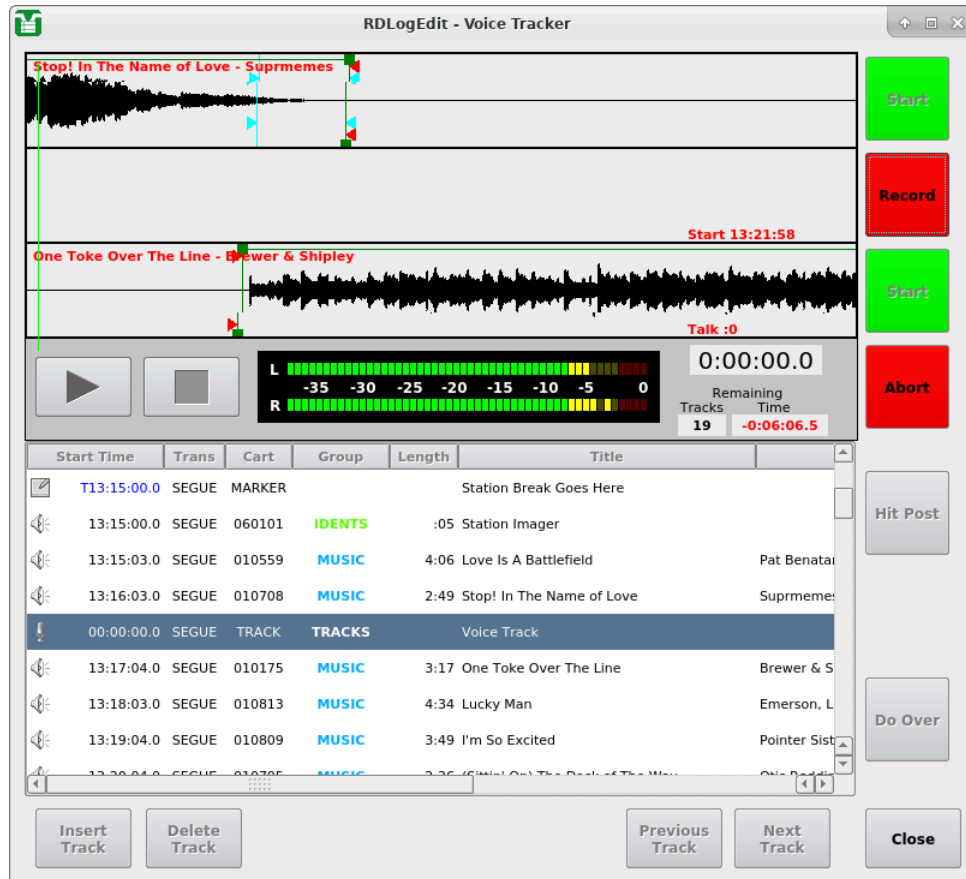 RDLogEdit - Voice Tracker
Stop! In The Name of Love - Suprmemes
Start
Record
Start 13:21:58
One Toke Over The Line - Brewer & Shipley
Start
Talk :0
L
-35 -30 -25 -20 -15 -10 -5 0
R
0:00:00.0
Remaining
Tracks Time
19 -0:06:06.5
Abort
Start Time Trans Cart Group Length Title
T13:15:00.0 SEGUE MARKER Station Break Goes Here
13:15:00.0 SEGUE 060101 IDENTS :05 Station Imager
13:15:03.0 SEGUE 010559 MUSIC 4:06 Love Is A Battlefield Pat Benatar
13:16:03.0 SEGUE 010708 MUSIC 2:49 Stop! In The Name of Love Suprmemes
00:00:00.0 SEGUE TRACK TRACKS Voice Track
13:17:04.0 SEGUE 010175 MUSIC 3:17 One Toke Over The Line Brewer & S
13:18:03.0 SEGUE 010813 MUSIC 4:34 Lucky Man Emerson, L
13:19:04.0 SEGUE 010809 MUSIC 3:49 I'm So Excited Pointer Sist
Hit Post
Do Over
Insert Track
Delete Track
Previous Track
Next Track
Close